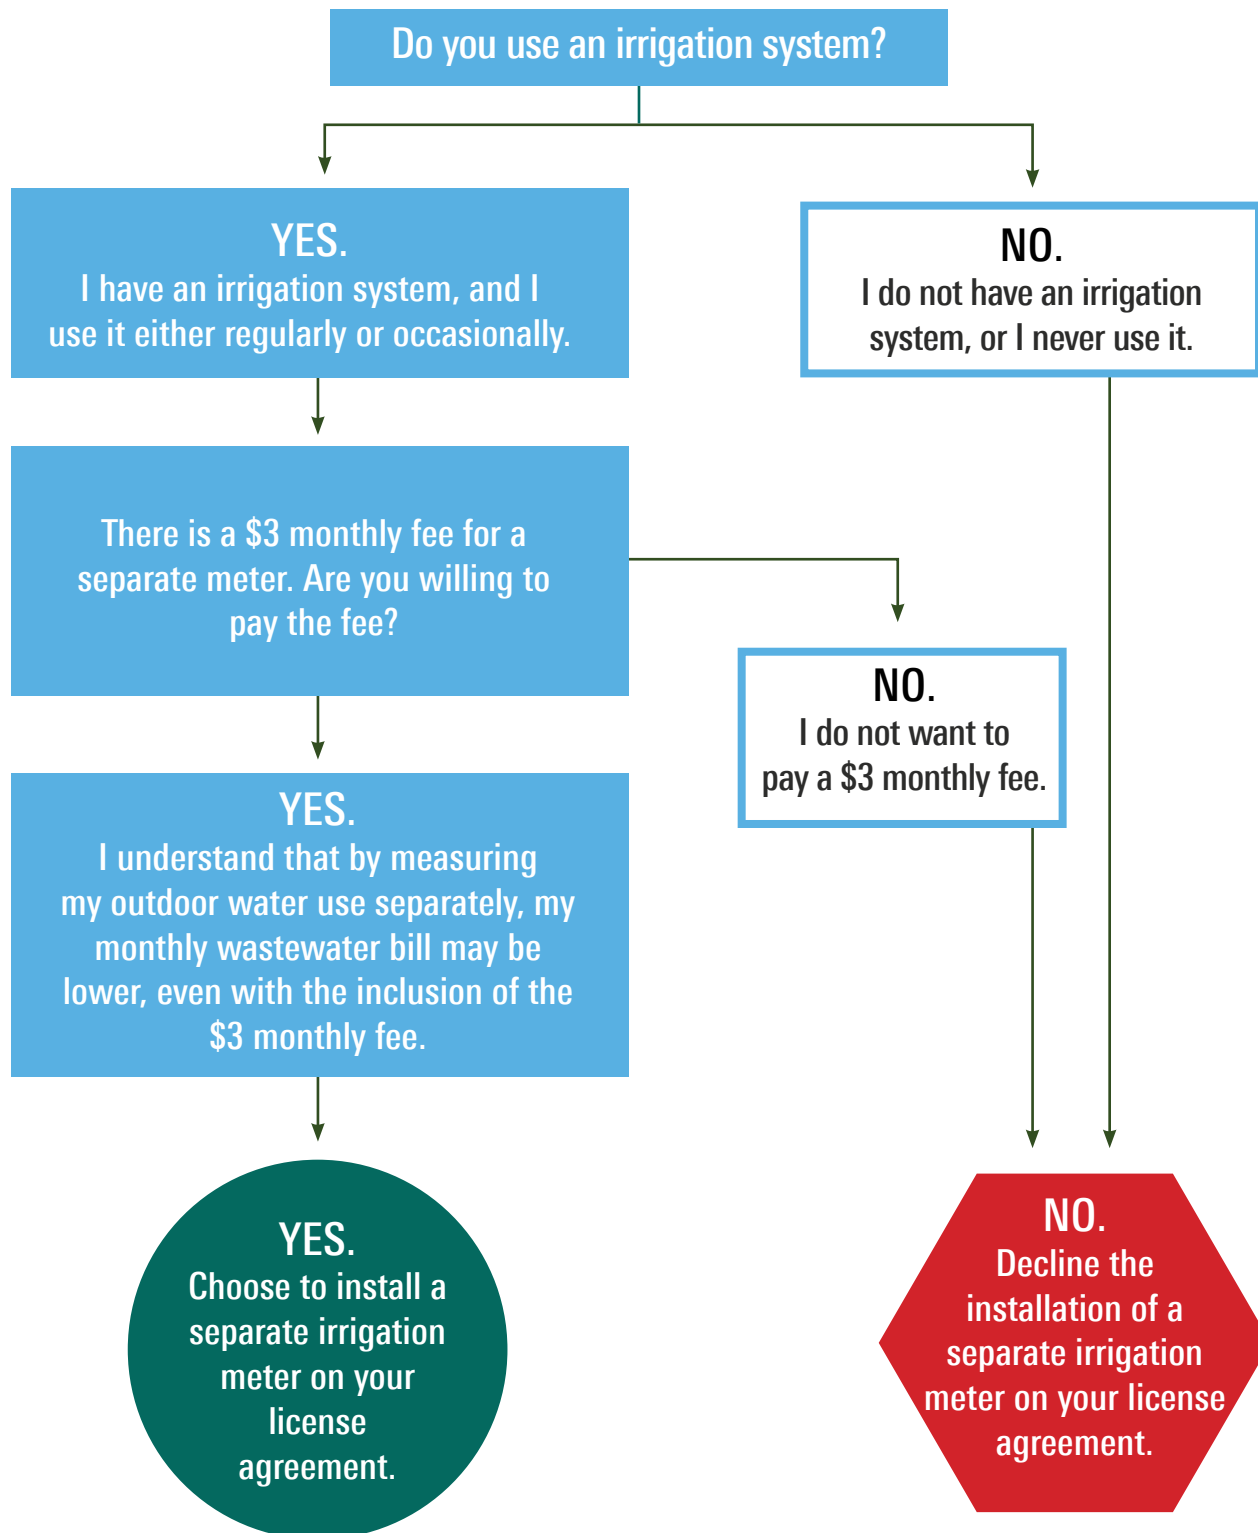 Do you use an irrigation system?
YES.
I have an irrigation system, and I
use it either regularly or occasionally.
NO.
I do not have an irrigation
system, or I never use it.
There is a $3 monthly fee for a
separate meter. Are you willing to
pay the fee?
NO.
I do not want to
pay a $3 monthly fee.
YES.
I understand that by measuring
my outdoor water use separately, my
monthly wastewater bill may be
lower, even with the inclusion of the
$3 monthly fee.
YES.
Choose to install a
separate irrigation
meter on your
license
agreement.
NO.
Decline the
installation of a
separate irrigation
meter on your license
agreement.